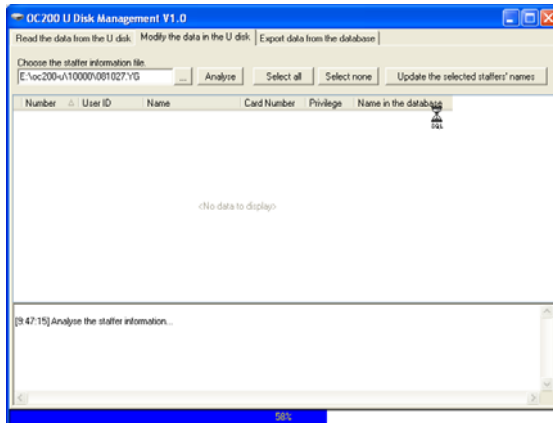 OC200 U Disk Management V1.0
Read the data from the U disk Modify the data in the U disk Export data from the database
Choose the staffer information file.
E:\oc200-u\10000\081027.YG ... Analyse Select all Select none Update the selected staffers' names
Number User ID Name Card Number Privilege Name in the database
SQL
<No data to display>
[9:47:15] Analyse the staffer information...
58%